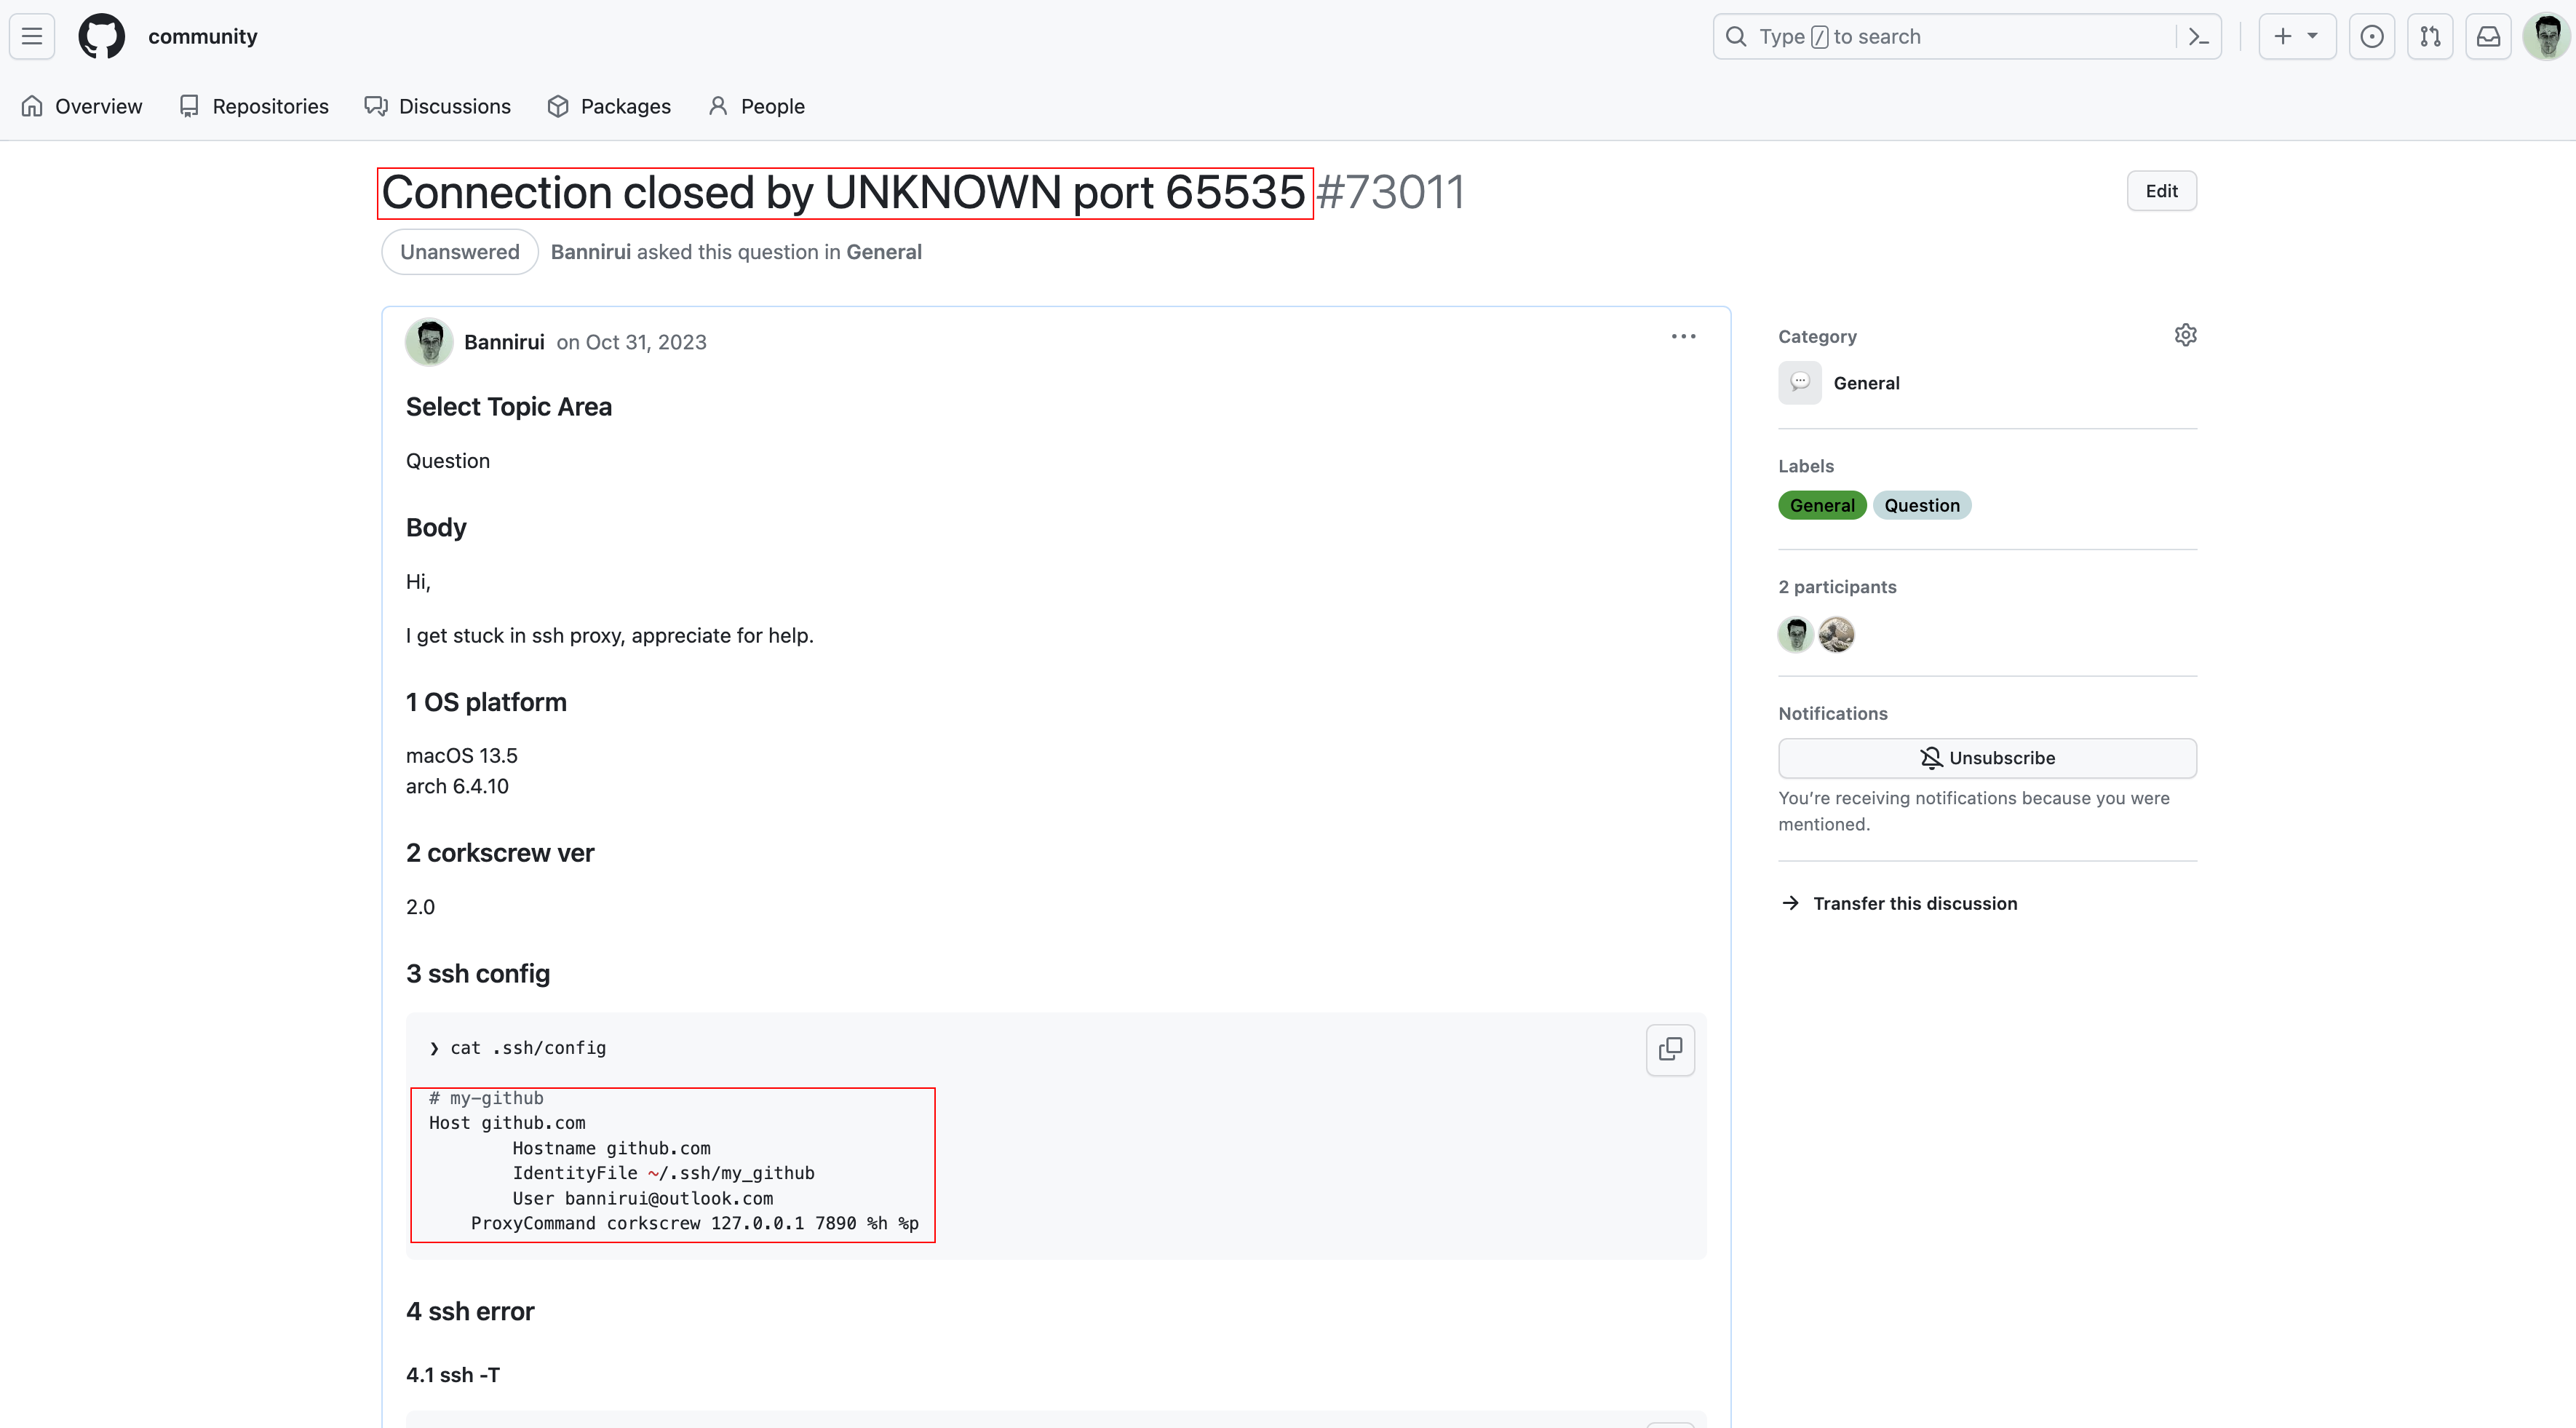 community
Type / to search
Overview
Repositories
Discussions
Packages
People
Connection closed by UNKNOWN port 65535 #73011
Edit
Unanswered
Bannirui asked this question in General
Bannirui on Oct 31, 2023
Select Topic Area
Question
Body
Hi,
I get stuck in ssh proxy, appreciate for help.
1 OS platform
macOS 13.5
arch 6.4.10
2 corkscrew ver
2.0
3 ssh config
❯ cat .ssh/config
# my-github
Host github.com
Hostname github.com
IdentityFile ~/.ssh/my_github
User bannirui@outlook.com
ProxyCommand corkscrew 127.0.0.1 7890 %h %p
4 ssh error
4.1 ssh -T
Category
General
Labels
General
Question
2 participants
Notifications
Unsubscribe
You’re receiving notifications because you were
mentioned.
Transfer this discussion